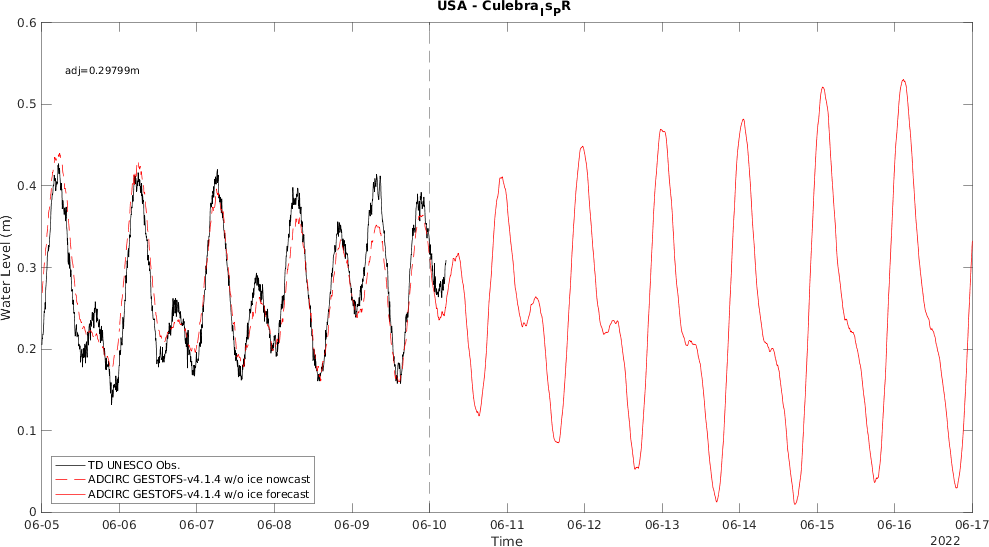 USA - CulebraIsPR
adj=0.29799m
0.6
0.5
0.4
0.3
0.2
0.1
0
Water Level (m)
TD UNESCO Obs.
ADCIRC GESTOFS-v4.1.4 w/o ice nowcast
ADCIRC GESTOFS-v4.1.4 w/o ice forecast
06-05 06-06 06-07 06-08 06-09 06-10 06-11 06-12 06-13 06-14 06-15 06-16 06-17
Time
2022